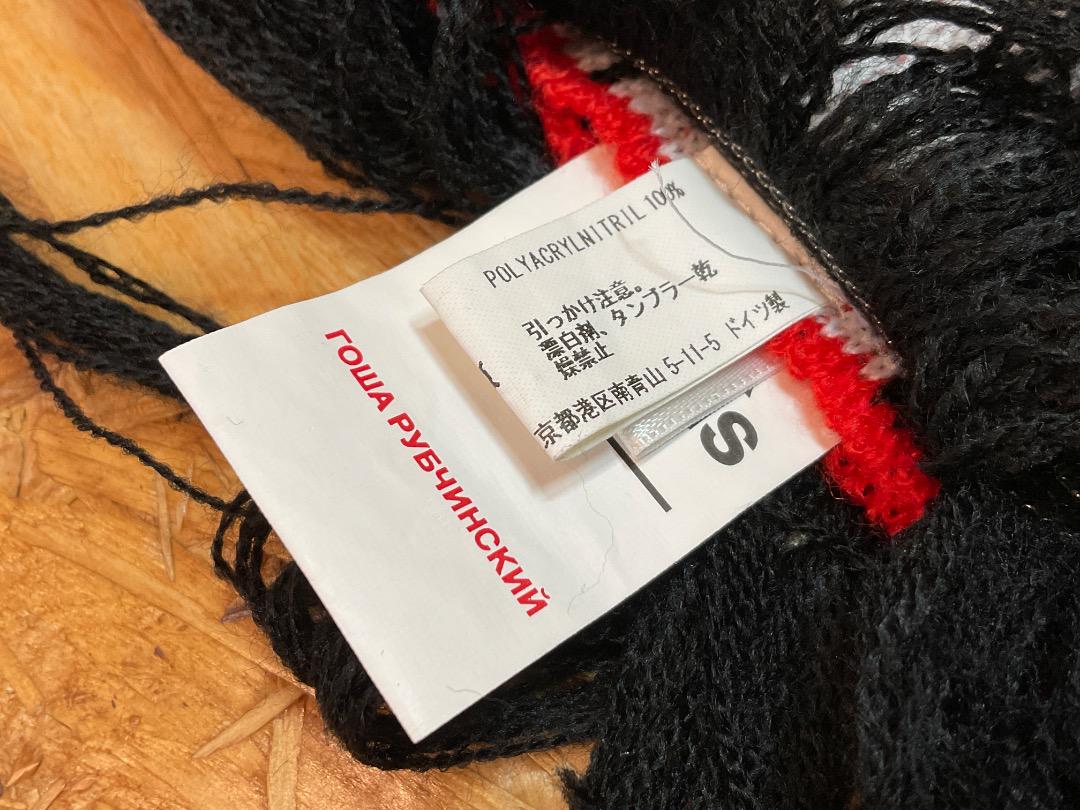 POLYACRYLNITRIL 100%
引っかけ注意。
漂白剤、タンブラー乾
燥禁止
京都港区南青山 5-11-5 ドイツ製
ГОША РУБЧИНСКИЙ
S